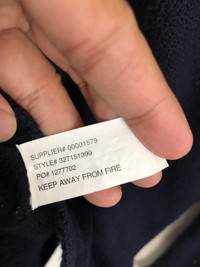 SUPPLIER# 00001579
STYLE# 327151399
PO# 1277702
KEEP AWAY FROM FIRE